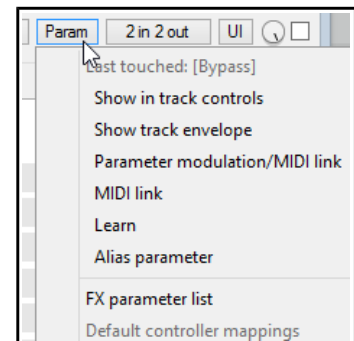 Param 2 in 2 out UI
Last touched: [Bypass]
Show in track controls
Show track envelope
Parameter modulation/MIDI link
MIDI link
Learn
Alias parameter
FX parameter list
Default controller mappings